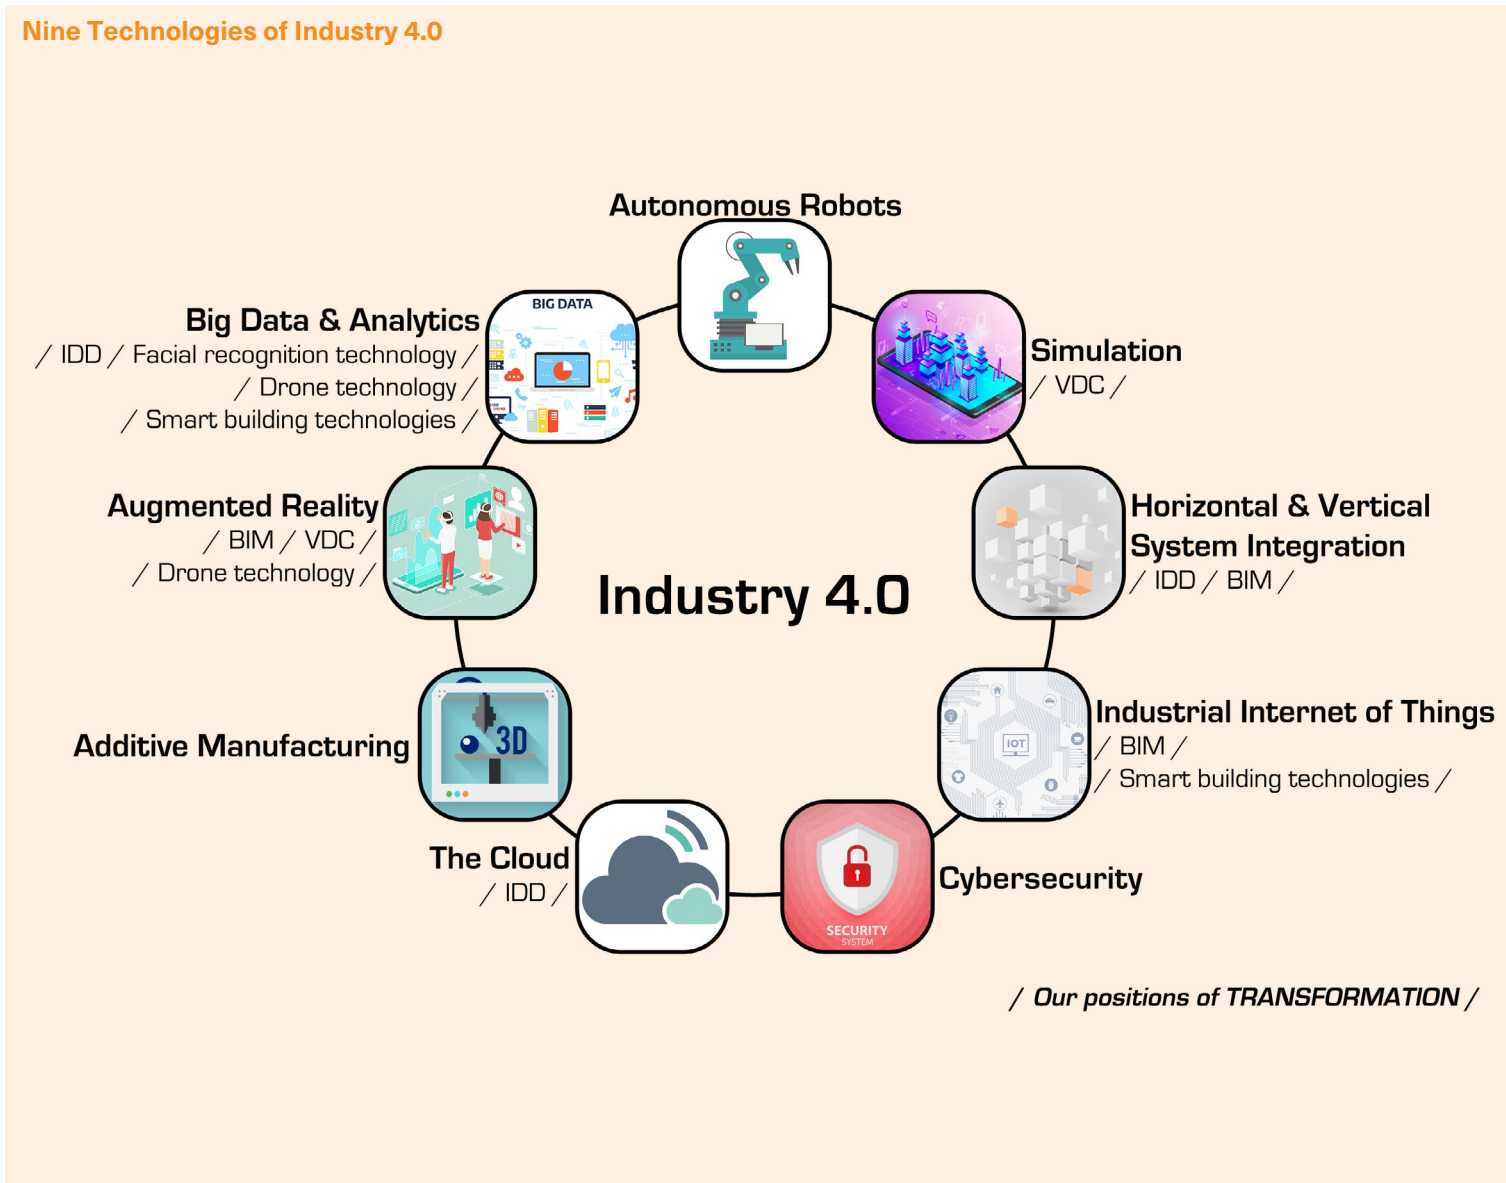 Nine Technologies of Industry 4.0
Autonomous Robots
Big Data & Analytics
/ IDD / Facial recognition technology /
/ Drone technology /
/ Smart building technologies /
BIG DATA
Simulation
/ VDC /
Augmented Reality
/ BIM / VDC /
/ Drone technology /
Horizontal & Vertical
System Integration
/ IDD / BIM /
Industry 4.0
Additive Manufacturing
3D
IOT
Industrial Internet of Things
/ BIM /
/ Smart building technologies /
The Cloud
/ IDD /
SECURITY
SYSTEM
Cybersecurity
/ Our positions of TRANSFORMATION /